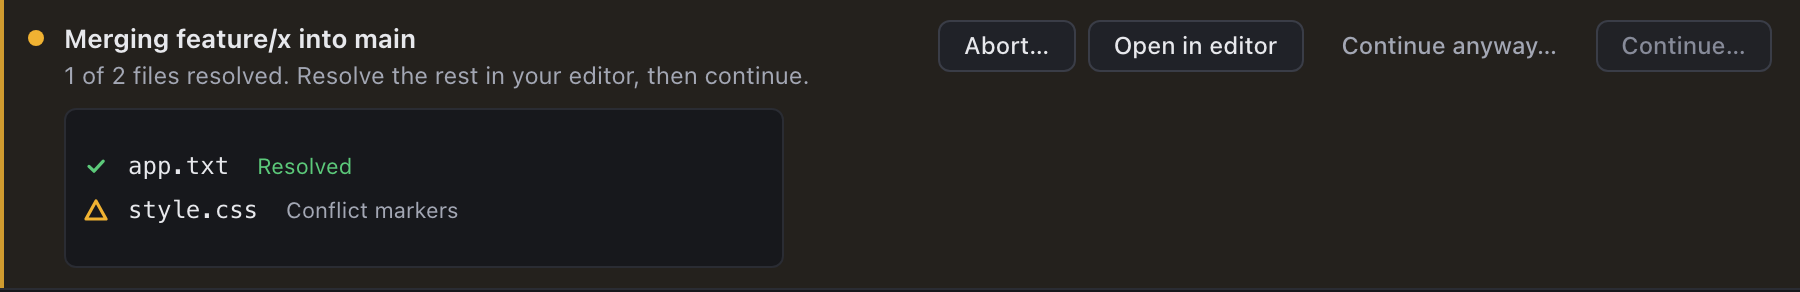 Merging feature/x into main
1 of 2 files resolved. Resolve the rest in your editor, then continue.
Abort...
Open in editor
Continue anyway...
Continue...
app.txt Resolved
style.css Conflict markers